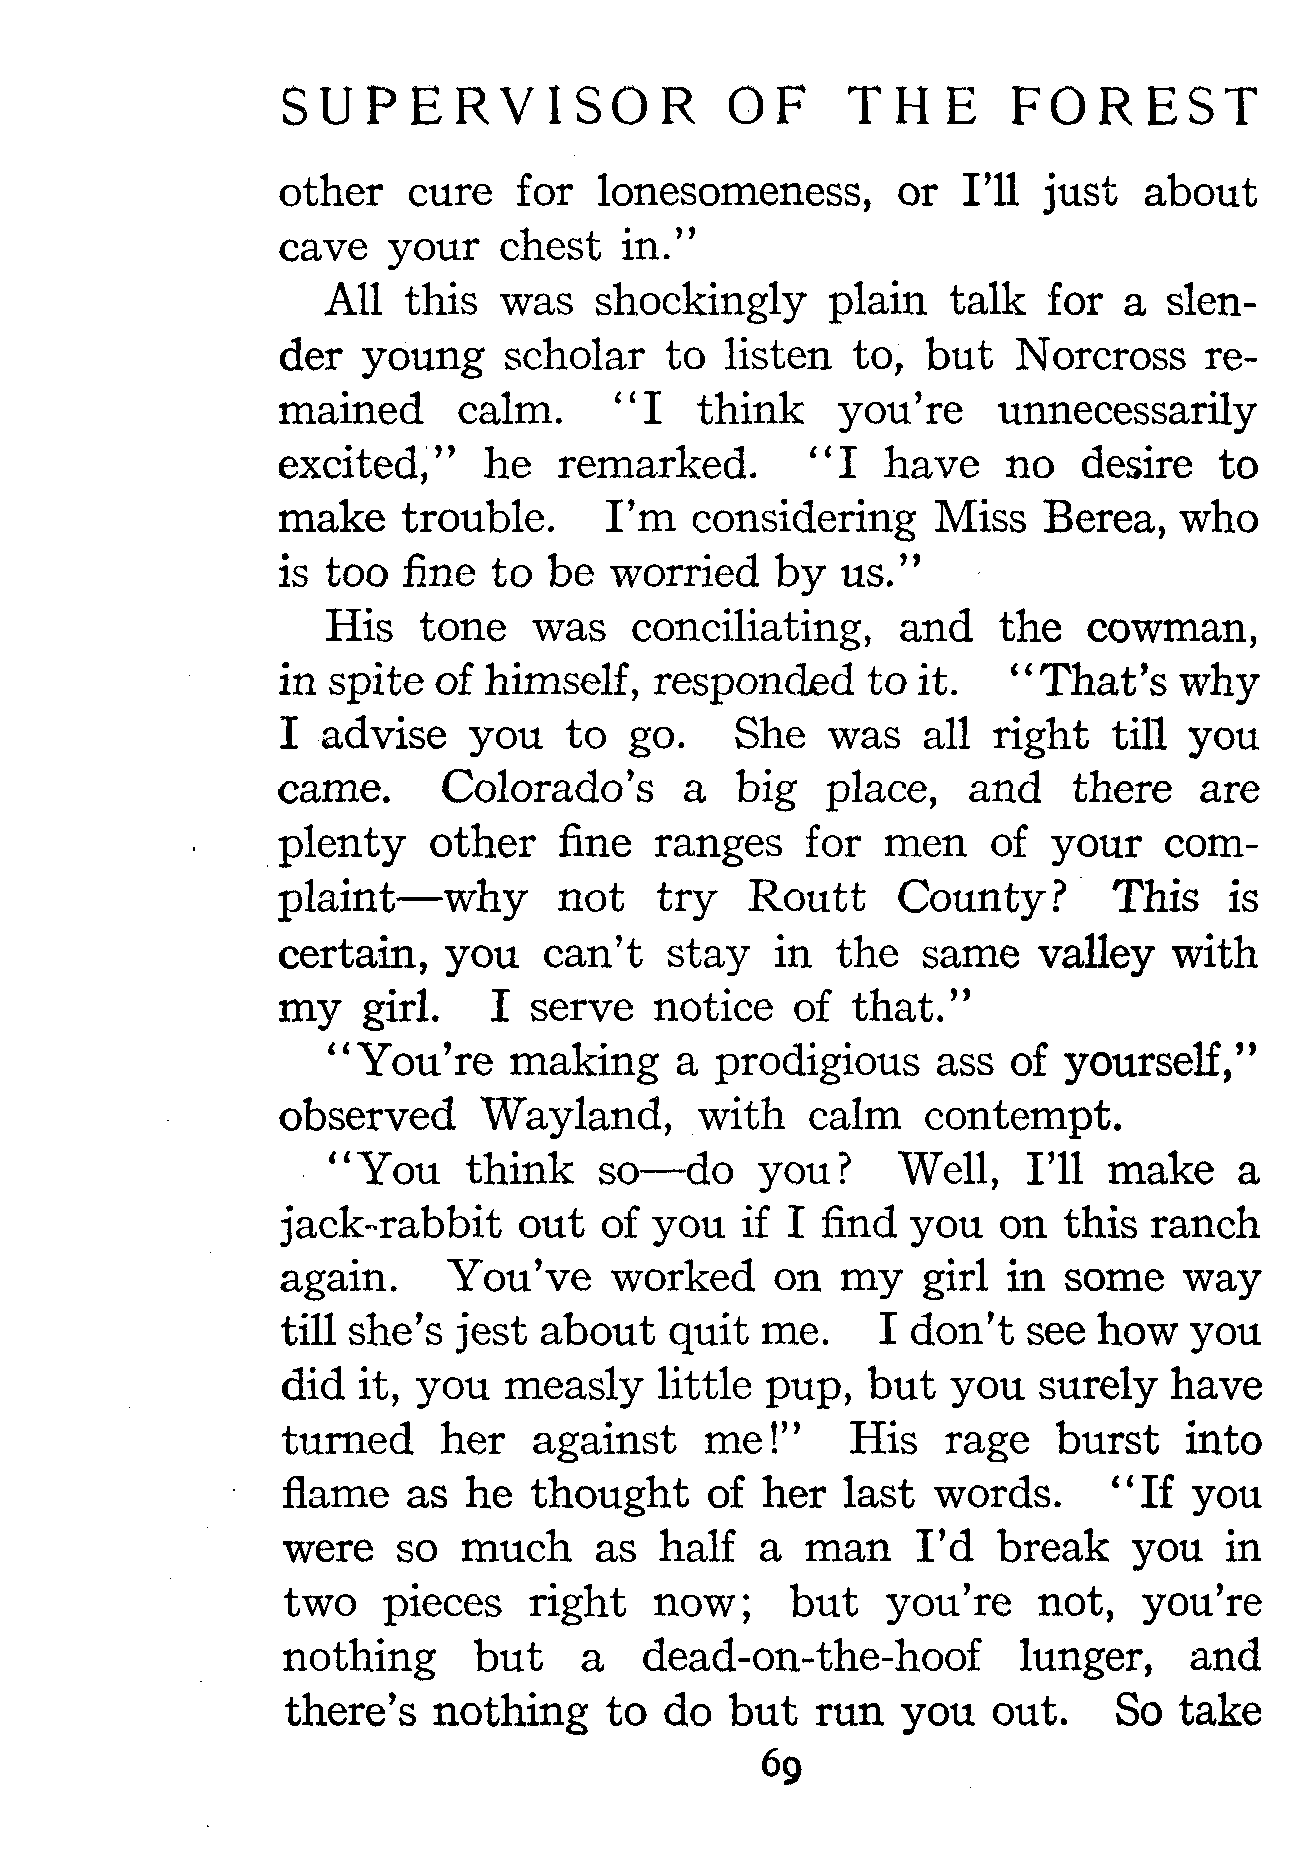 SUPERVISOR OF THE FOREST
other cure for lonesomeness, or I'll just about
cave your chest in."
All this was shockingly plain talk for a slen-
der young scholar to listen to, but Norcross re-
mained calm. "I think you're unnecessarily
excited," he remarked. "I have no desire to
make trouble. I'm considering Miss Berea, who
is too fine to be worried by us."
His tone was conciliating, and the cowman,
in spite of himself, responded to it. "That's why
I advise you to go. She was all right till you
came. Colorado's a big place, and there are
plenty other fine ranges for men of your com-
plaint—why not try Routt County? This is
certain, you can't stay in the same valley with
my girl. I serve notice of that."
"You're making a prodigious ass of yourself,"
observed Wayland, with calm contempt.
"You think so—do you? Well, I'll make a
jack-rabbit out of you if I find you on this ranch
again. You've worked on my girl in some way
till she's jest about quit me. I don't see how you
did it, you measly little pup, but you surely have
turned her against me!" His rage burst into
flame as he thought of her last words. "If you
were so much as half a man I'd break you in
two pieces right now; but you're not, you're
nothing but a dead-on-the-hoof lunger, and
there's nothing to do but run you out. So take
69